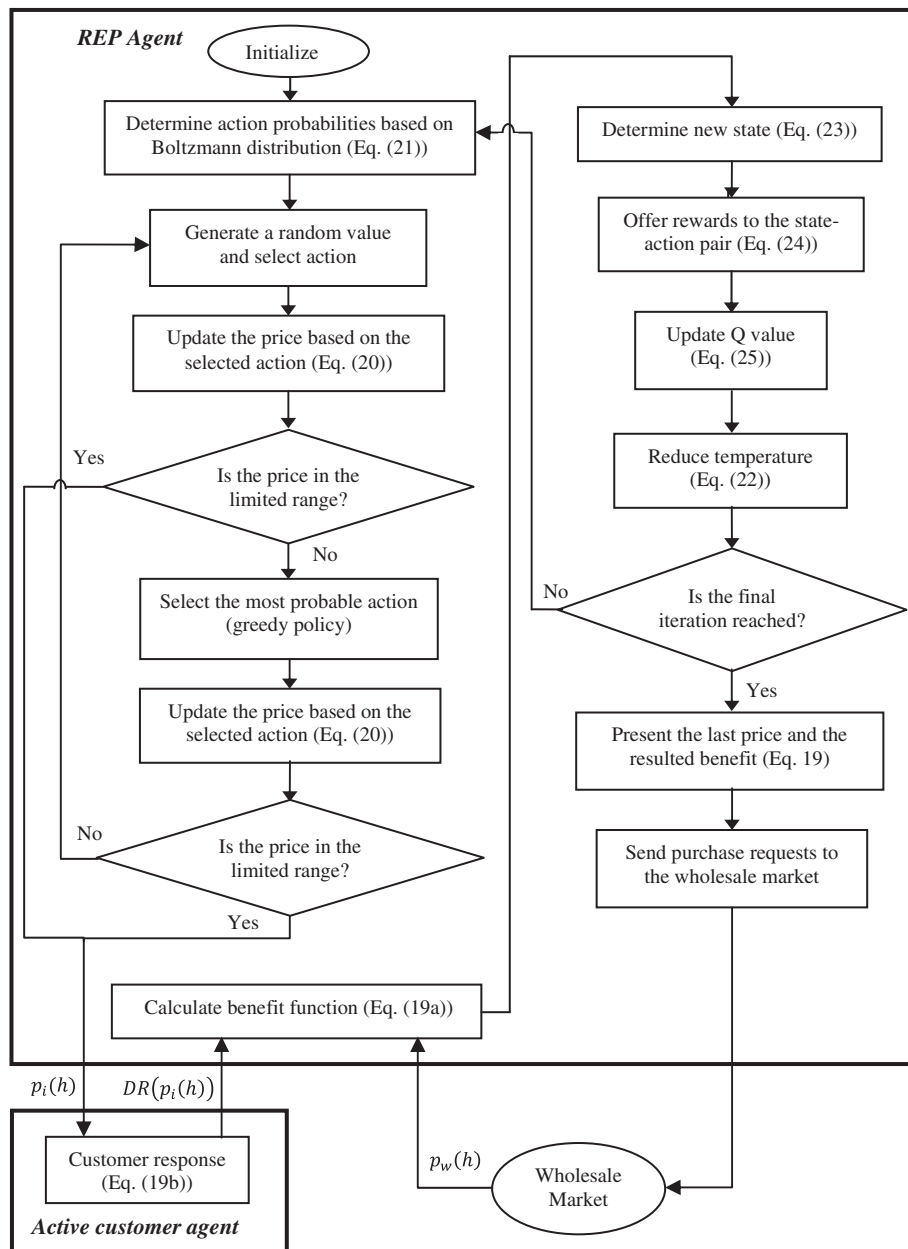 REP Agent
Initialize
Determine action probabilities based on
Boltzmann distribution (Eq. (21))
Generate a random value
and select action
Update the price based on the
selected action (Eq. (20))
Yes
Is the price in the
limited range?
No
Select the most probable action
(greedy policy)
Update the price based on the
selected action (Eq. (20))
No
Is the price in the
limited range?
Yes
Calculate benefit function (Eq. (19a))
Determine new state (Eq. (23))
Offer rewards to the state-
action pair (Eq. (24))
Update Q value
(Eq. (25))
Reduce temperature
(Eq. (22))
No
Is the final
iteration reached?
Yes
Present the last price and the
resulted benefit (Eq. 19)
Send purchase requests to
the wholesale market
p_i(h)
DR(p_i(h))
p_w(h)
Customer response
(Eq. (19b))
Active customer agent
Wholesale
Market